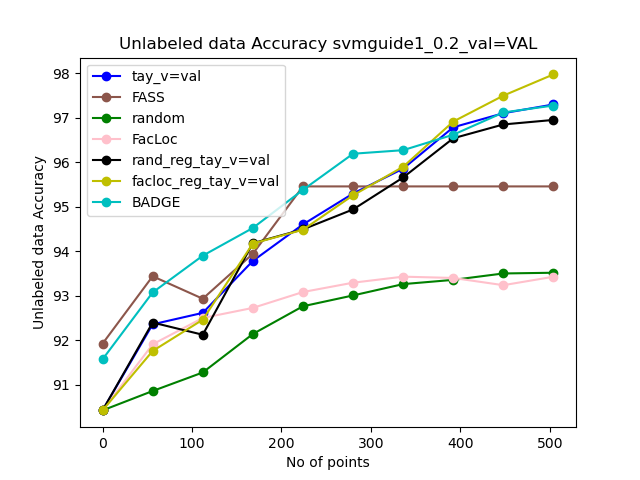 Unlabeled data Accuracy svmguide1_0.2_val=VAL
98
97
96
95
94
93
92
91
Unlabeled data Accuracy
tay_v=val
FASS
random
FacLoc
rand_reg_tay_v=val
facloc_reg_tay_v=val
BADGE
0
100
200
300
400
500
No of points